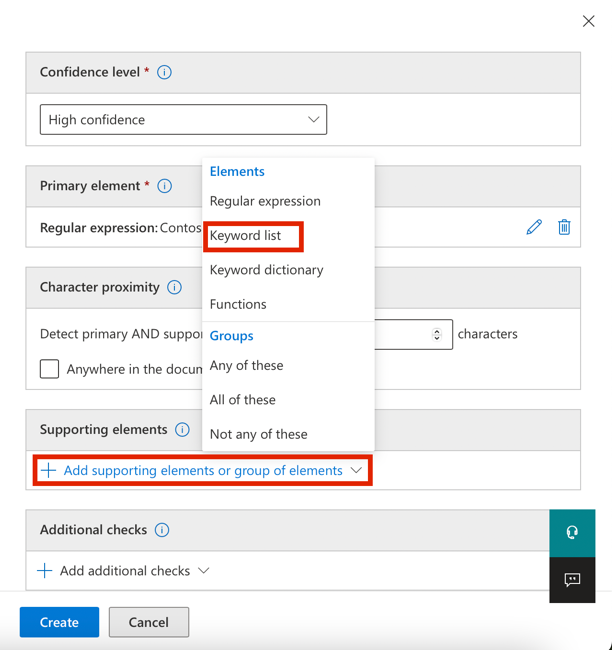 Confidence level *
High confidence
Primary element *
Regular expression: Contos
Character proximity
Detect primary AND suppor
characters
Anywhere in the docum
Elements
Regular expression
Keyword list
Keyword dictionary
Functions
Groups
Any of these
All of these
Not any of these
Supporting elements
Add supporting elements or group of elements
Additional checks
Add additional checks
Create
Cancel